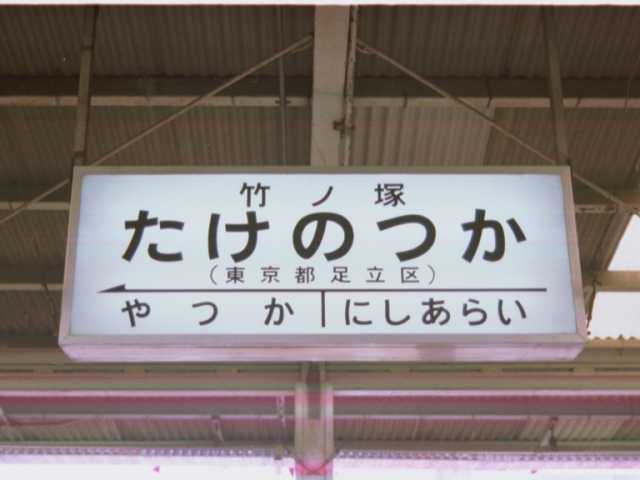 竹ノ塚
たけのつか
(東京都足立区)
やつか にしあらい